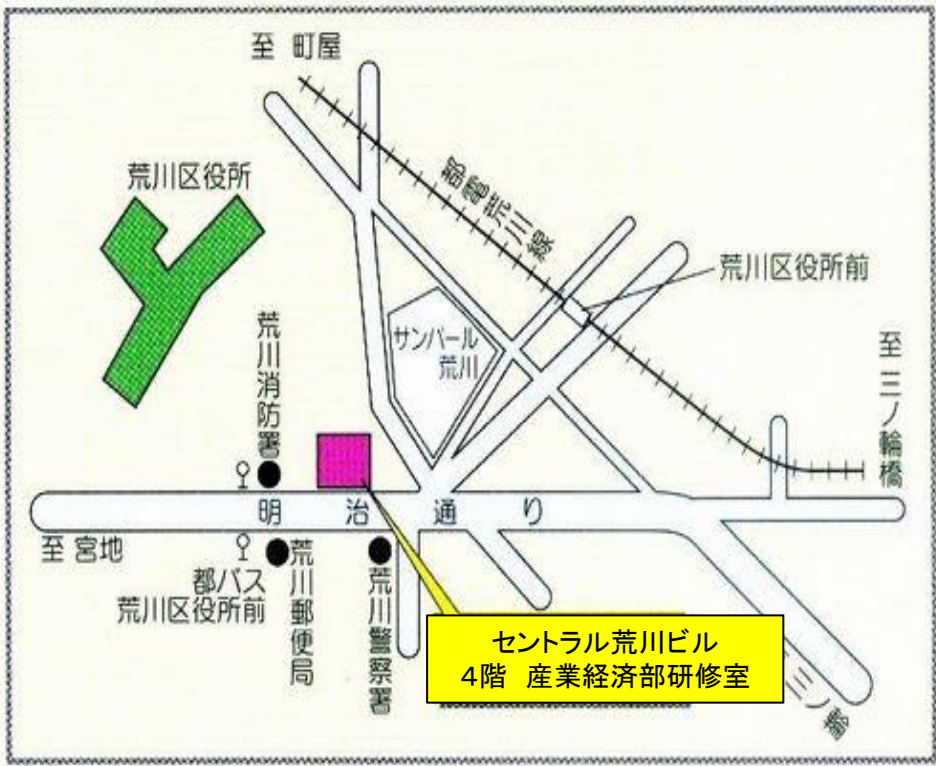 至 町屋
荒川区役所
都電荒川線
荒川区役所前
サンパール
荒川
至 三ノ輪橋
荒川消防署
明治通り
至 宮地
都バス
荒川区役所前
荒川郵便局
荒川警察署
セントラル荒川ビル
4階 産業経済部研修室
三ノ輪